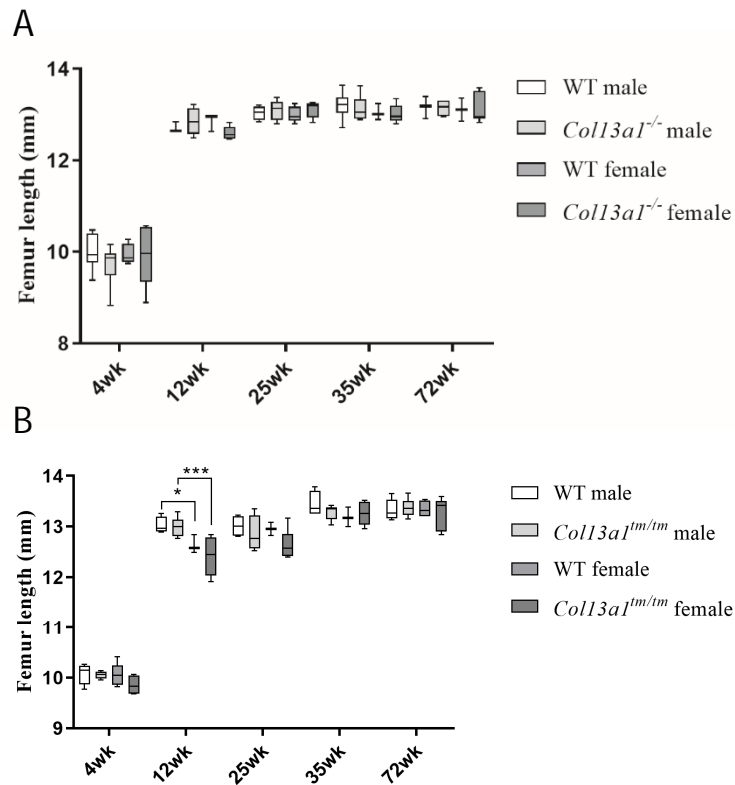 A
Femur length (mm)
14
12
10
8
4wk
12wk
25wk
35wk
72wk
WT male
Col13a1-/- male
WT female
Col13a1-/- female
B
Femur length (mm)
14
13
12
11
10
9
*
***
4wk
12wk
25wk
35wk
72wk
WT male
Col13a1tm/tm male
WT female
Col13a1tm/tm female